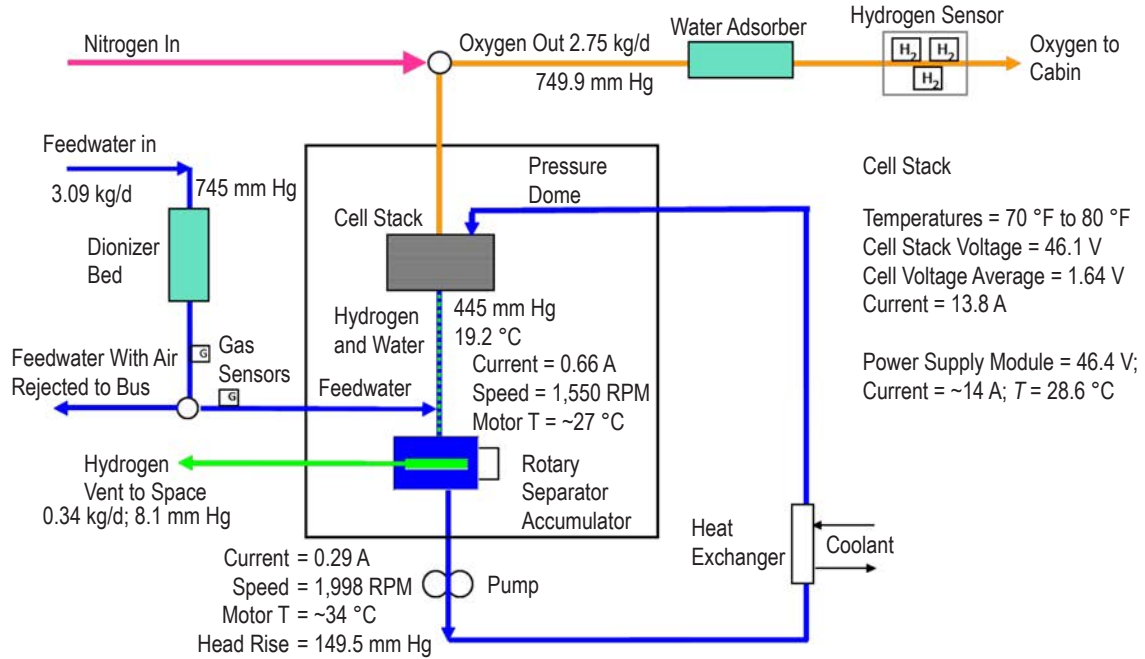 Nitrogen In
Oxygen Out 2.75 kg/d
749.9 mm Hg
Water Adsorber
Hydrogen Sensor
H2 H2
H2
Oxygen to
Cabin
Feedwater in
3.09 kg/d
745 mm Hg
Dionizer
Bed
Pressure
Dome
Cell Stack
445 mm Hg
19.2 °C
Hydrogen
and Water
Current = 0.66 A
Speed = 1,550 RPM
Motor T = ~27 °C
G
Gas
Sensors
G
Feedwater With Air
Rejected to Bus
Feedwater
Hydrogen
Vent to Space
0.34 kg/d; 8.1 mm Hg
Rotary
Separator
Accumulator
Current = 0.29 A
Speed = 1,998 RPM
Motor T = ~34 °C
Head Rise = 149.5 mm Hg
Pump
Heat
Exchanger
Coolant
Cell Stack
Temperatures = 70 °F to 80 °F
Cell Stack Voltage = 46.1 V
Cell Voltage Average = 1.64 V
Current = 13.8 A
Power Supply Module = 46.4 V;
Current = ~14 A; T = 28.6 °C